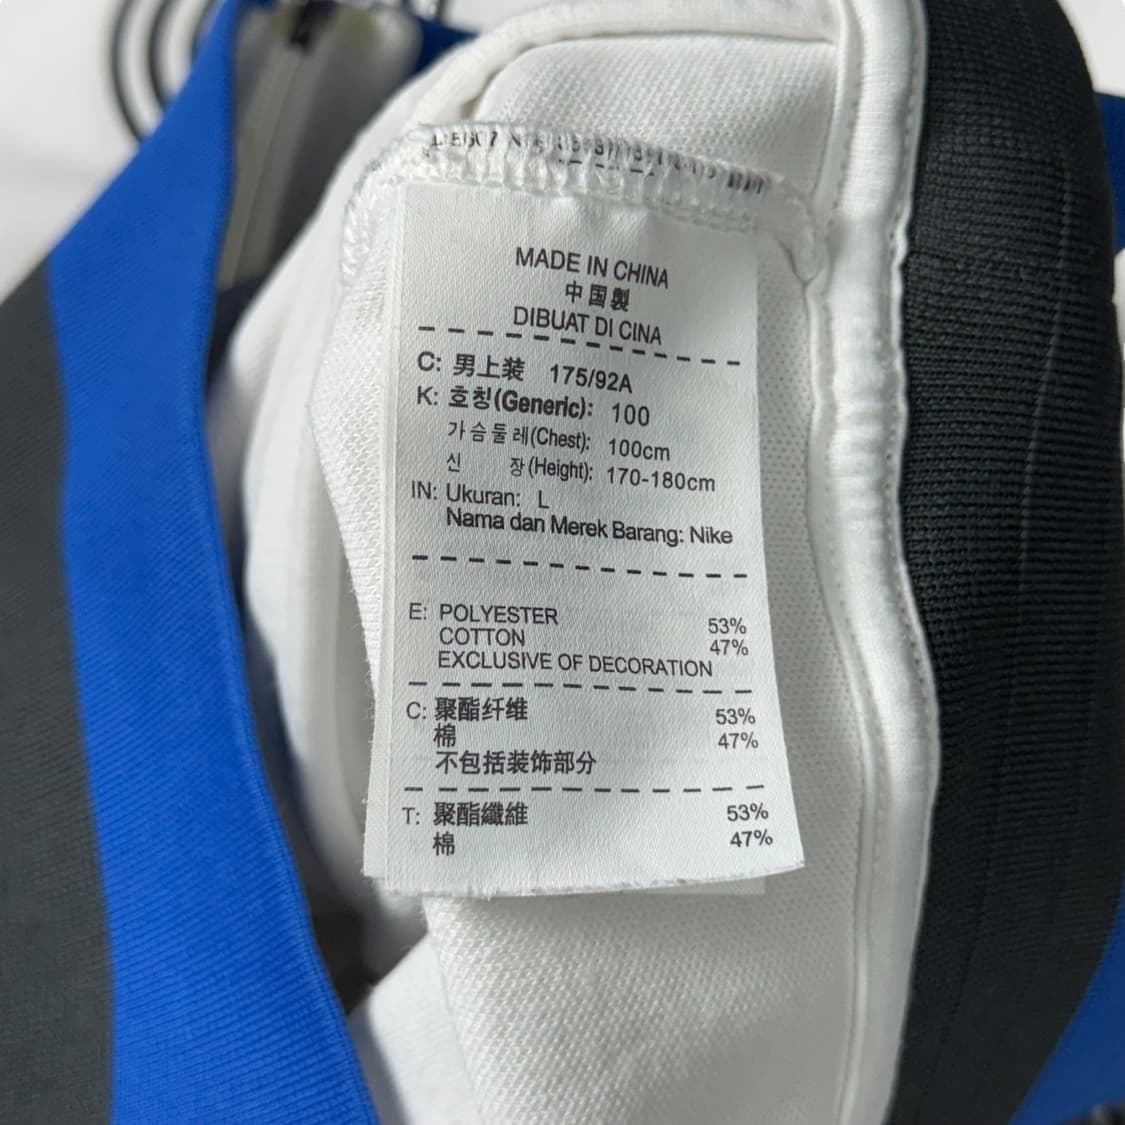 MADE IN CHINA
中国製
DIBUAT DI CINA
C: 男上装 175/92A
K: 호칭(Generic): 100
가슴둘레(Chest): 100cm
신 장(Height): 170-180cm
IN: Ukuran: L
Nama dan Merek Barang: Nike
E: POLYESTER 53%
COTTON 47%
EXCLUSIVE OF DECORATION
C: 聚酯纤维 53%
棉 47%
不包括装饰部分
T: 聚酯纖維 53%
棉 47%